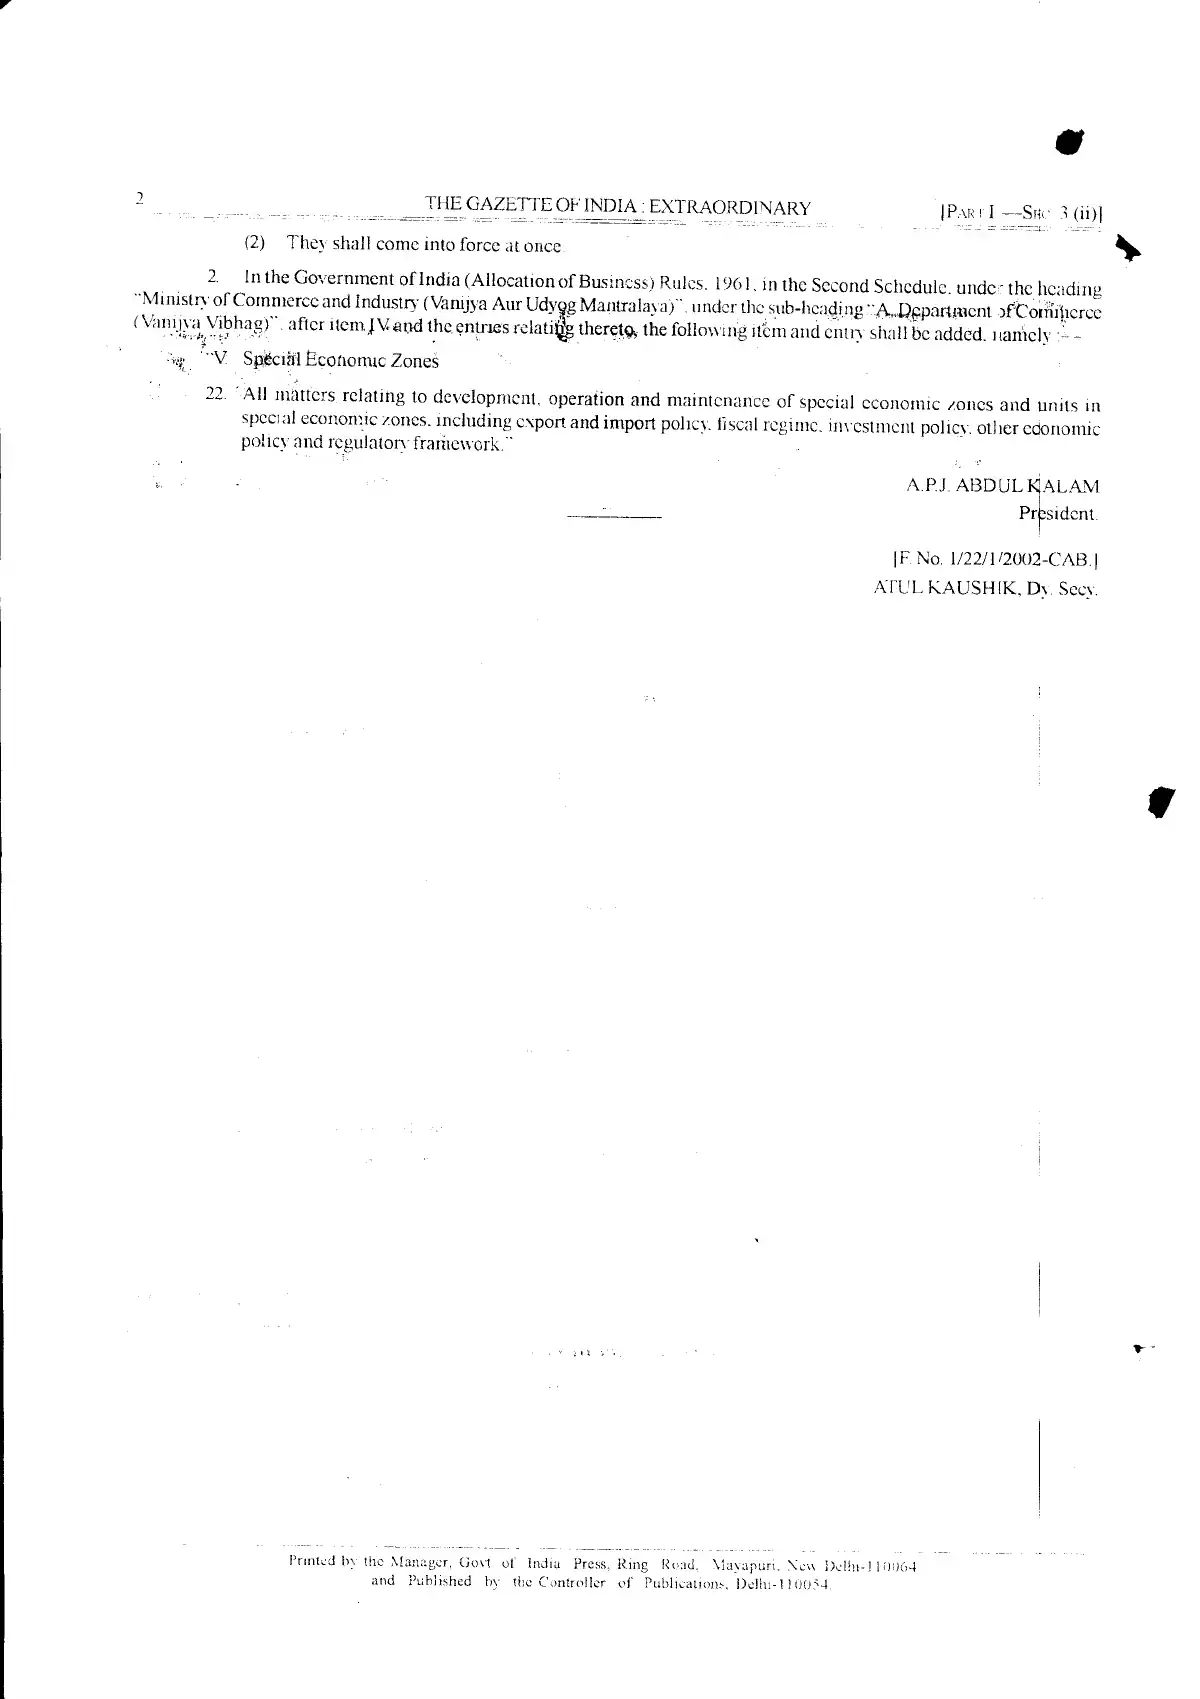 2
THE GAZETTE OF INDIA : EXTRAORDINARY
[PART I —SEC 3 (ii)]
(2) They shall come into force at once.
2. In the Government of India (Allocation of Business) Rules, 1961, in the Second Schedule, under the heading
"Ministry of Commerce and Industry (Vanijya Aur Udyog Mantralaya)", under the sub-heading "A. Department of Commerce
(Vanijya Vibhag)", after item IV and the entries relating thereto, the following item and entry shall be added, namely :—
"V. Special Economic Zones
22. All matters relating to development, operation and maintenance of special economic zones and units in
special economic zones, including export and import policy, fiscal regime, investment policy, other economic
policy and regulatory framework."
A.P.J. ABDUL KALAM
President.
[F. No. 1/22/1/2002-CAB.]
ATUL KAUSHIK, Dy. Secy.
Printed by the Manager, Govt of India Press, Ring Road, Mayapuri, New Delhi-110064
and Published by the Controller of Publications, Delhi-110054.